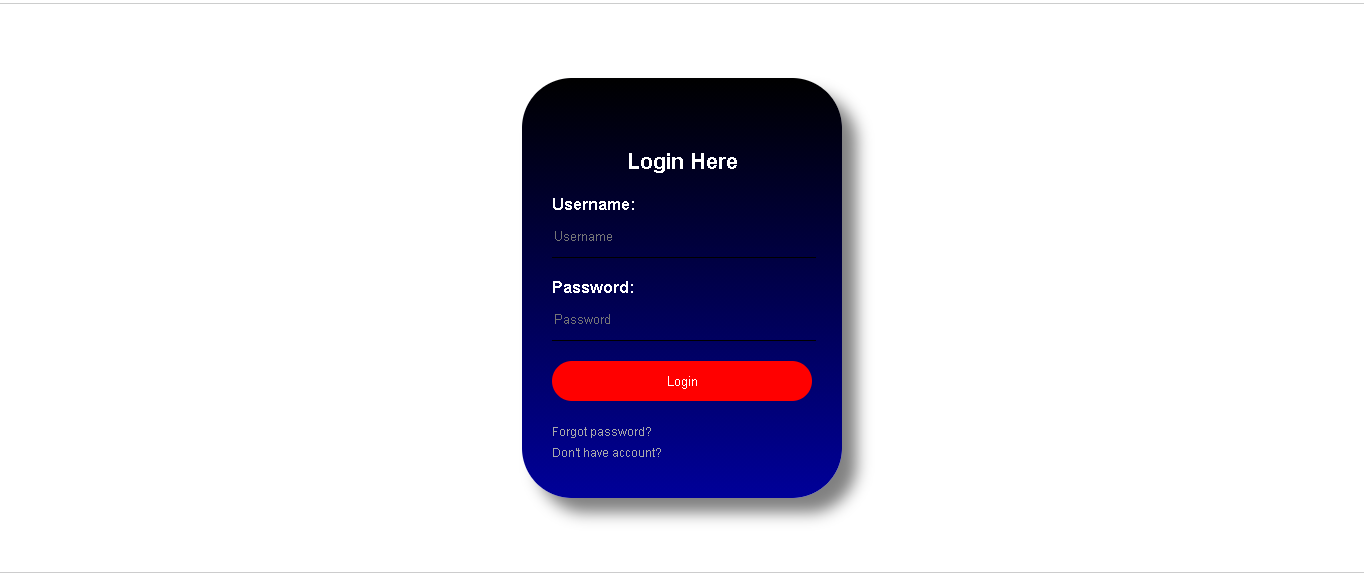 Login Here
Username:
Username
Password:
Password
Login
Forgot password?
Don't have account?